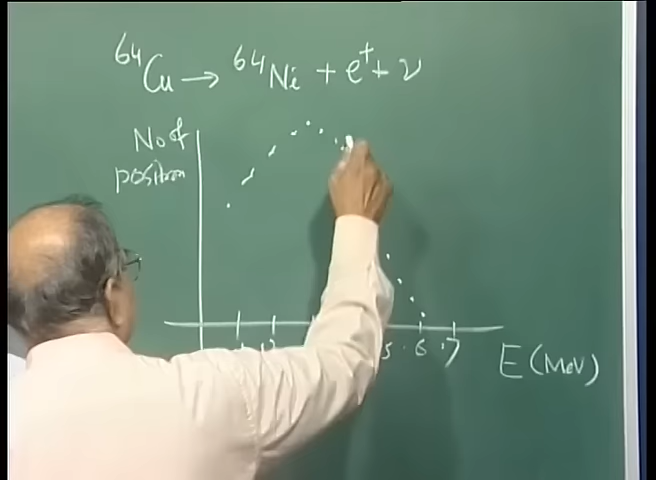 ⁶⁴Cu → ⁶⁴Ni + e⁺ + ν
No of
positron
5 .6 .7
E (MeV)